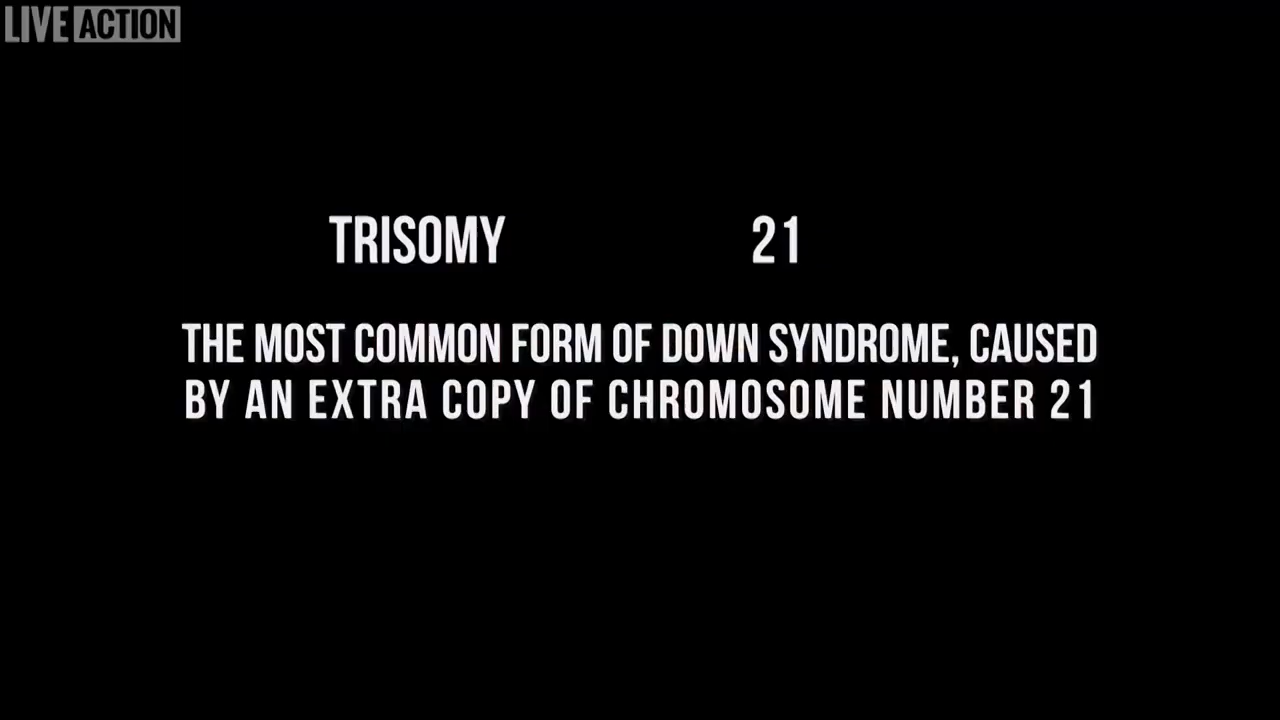 LIVE ACTION
TRISOMY 21
THE MOST COMMON FORM OF DOWN SYNDROME, CAUSED
BY AN EXTRA COPY OF CHROMOSOME NUMBER 21